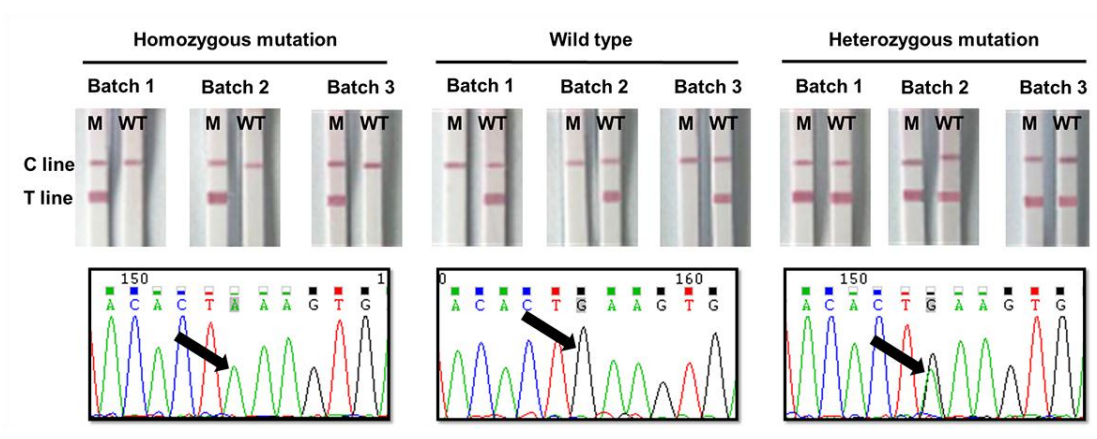 Homozygous mutation Wild type Heterozygous mutation
Batch 1 Batch 2 Batch 3 Batch 1 Batch 2 Batch 3 Batch 1 Batch 2 Batch 3
M WT M WT M WT M WT M WT M WT M WT M WT M WT
C line
T line
150 1 0 160 150
A C A C T A A A G T G A C A C T G A A G T G A C A C T G A A G T G